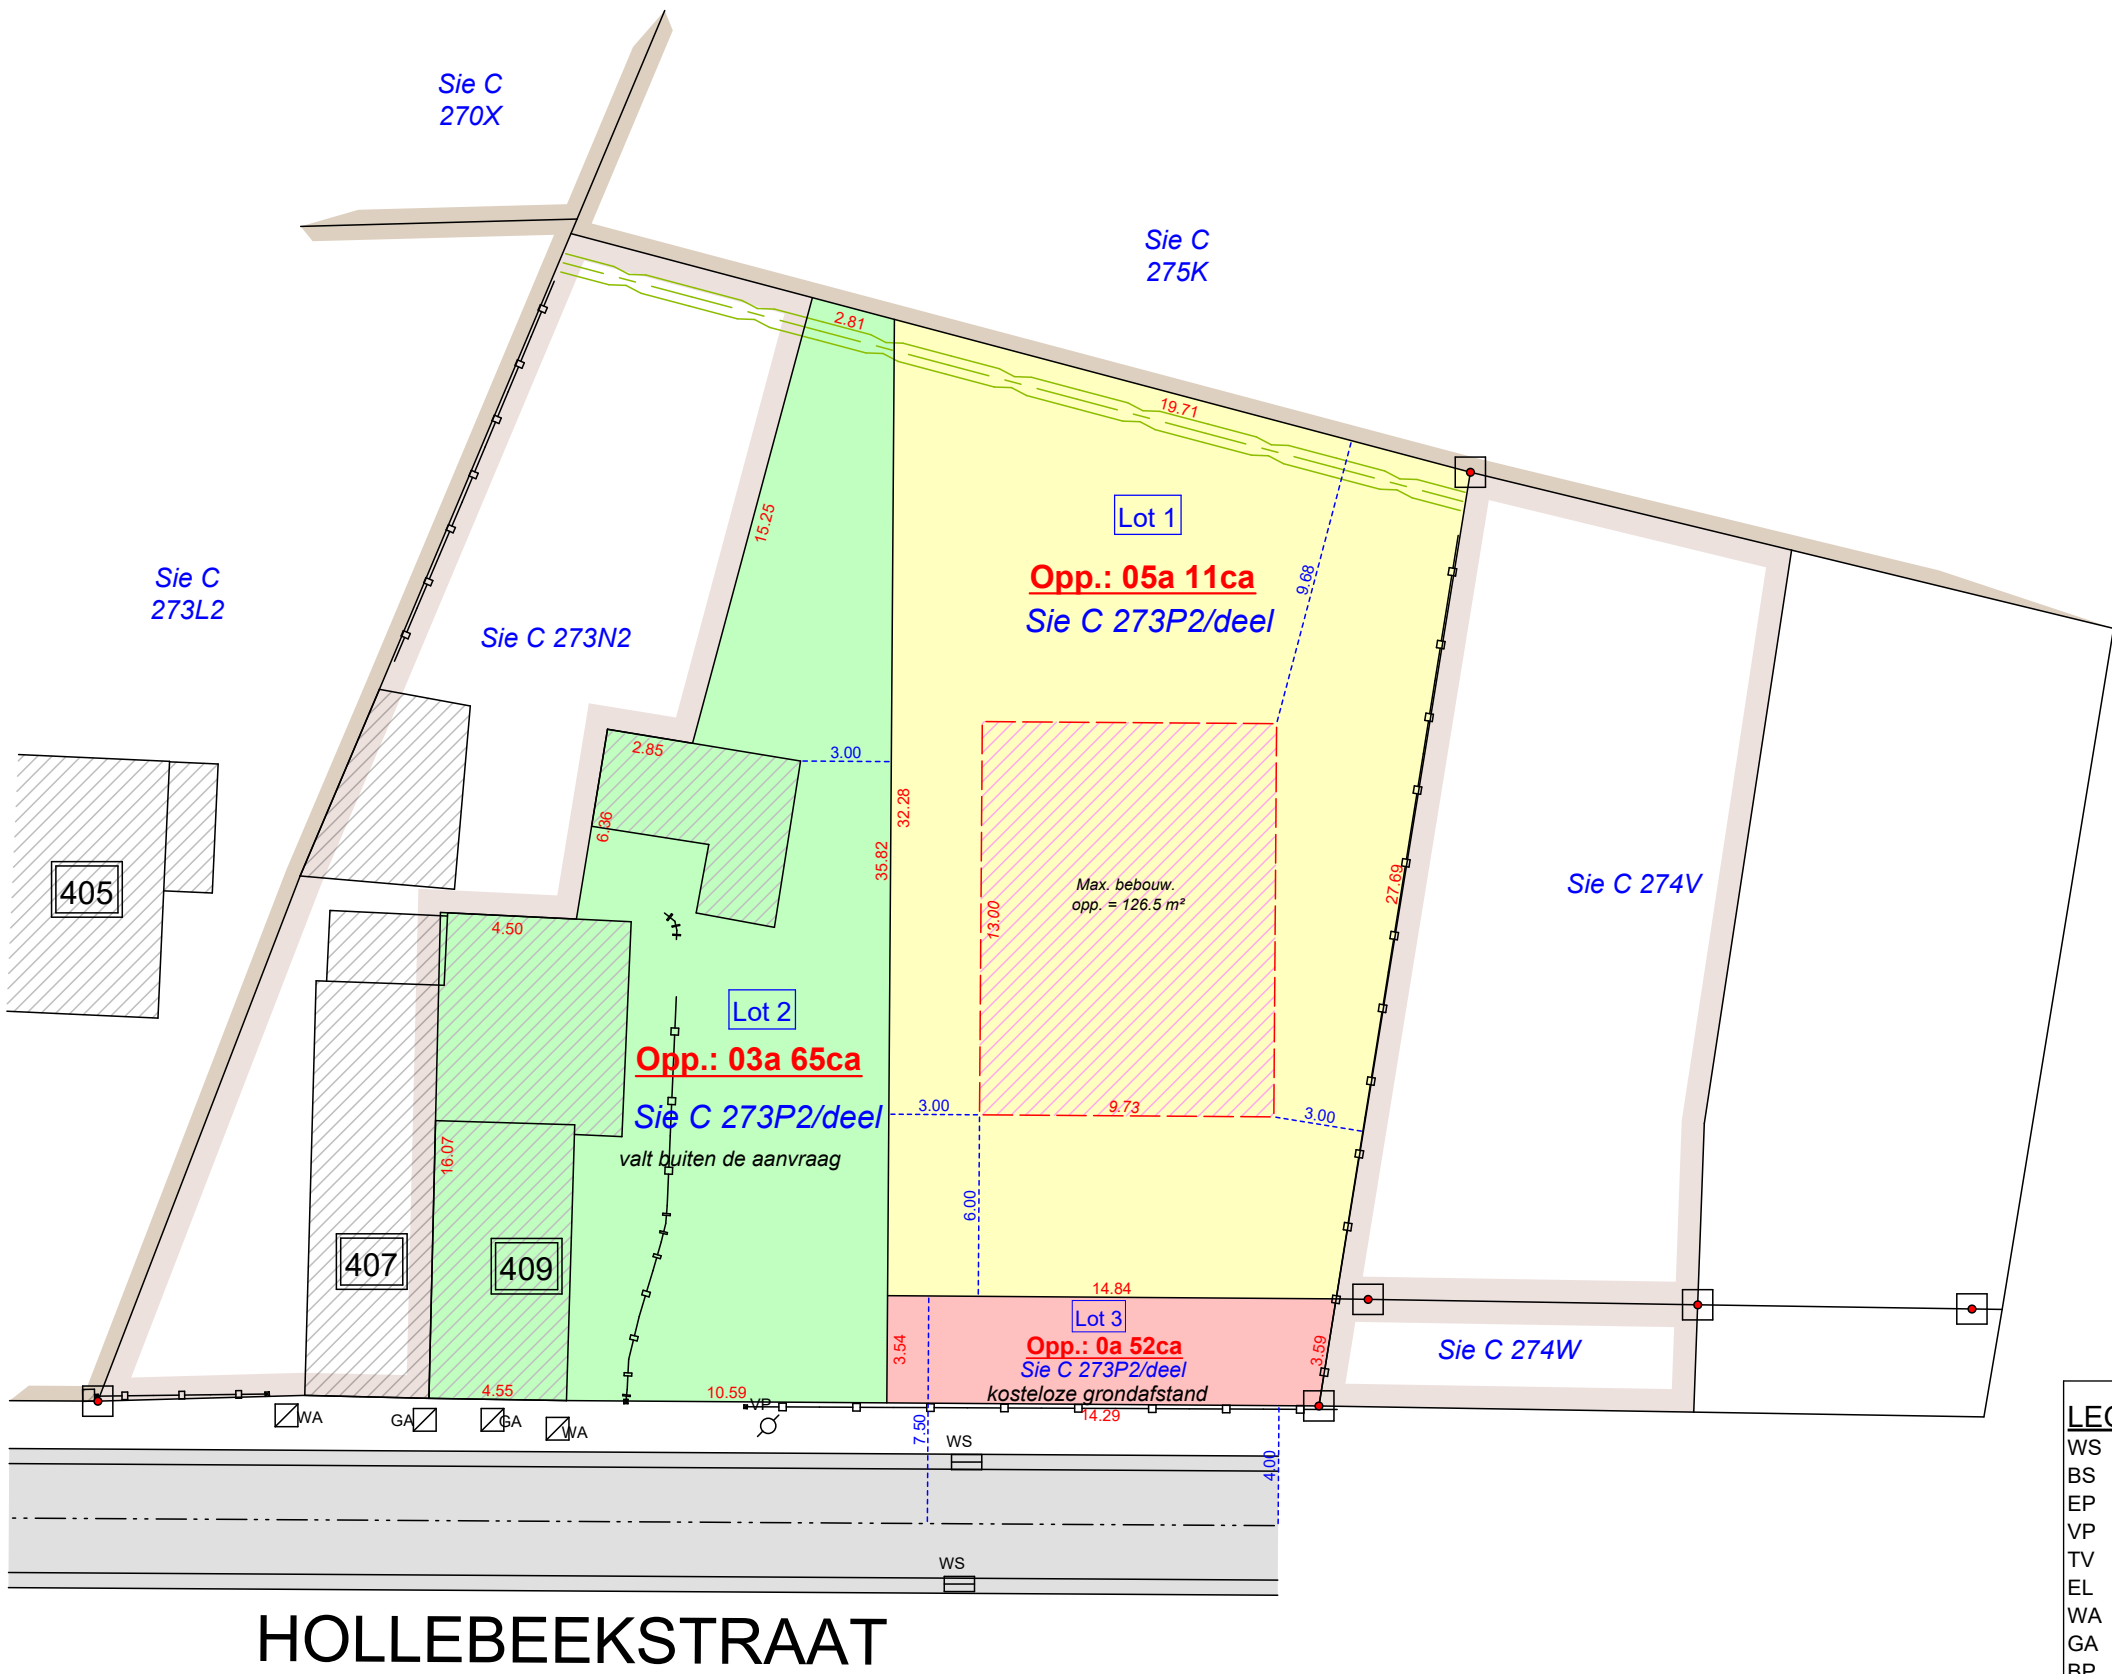 Sie C
270X
Sie C
275K
2.81
19.71
Lot 1
15.25
Opp.: 05a 11ca
9.68
Sie C
273L2
Sie C 273P2/deel
Sie C 273N2
2.85
3.00
32.28
6.36
35.82
405
Max. bebouw.
opp. = 126.5 m²
27.69
Sie C 274V
13.00
4.50
Lot 2
Opp.: 03a 65ca
Sie C 273P2/deel
3.00
9.73
3.00
16.07
valt buiten de aanvraag
6.00
407
409
14.84
Lot 3
Opp.: 0a 52ca
3.54
3.59
Sie C 273P2/deel
Sie C 274W
kosteloze grondafstand
4.55
10.59
VP
14.29
WA
GA
GA
WA
7.50
WS
4.00
WS
HOLLEBEEKSTRAAT
WS
BS
EP
VP
TV
EL
WA
GA